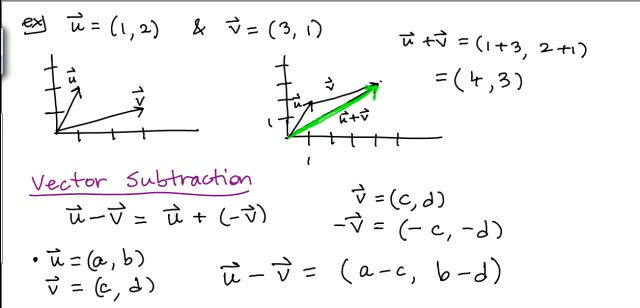 ex) u⃗ = (1,2) & v⃗ = (3,1)
u⃗ + v⃗ = (1+3, 2+1)
= (4,3)
u⃗
v⃗
u⃗
v⃗
u⃗+v⃗
1
1
Vector Subtraction
u⃗ - v⃗ = u⃗ + (-v⃗)
v⃗ = (c,d)
-v⃗ = (-c,-d)
• u⃗ = (a,b)
v⃗ = (c,d)
u⃗ - v⃗ = (a-c, b-d)